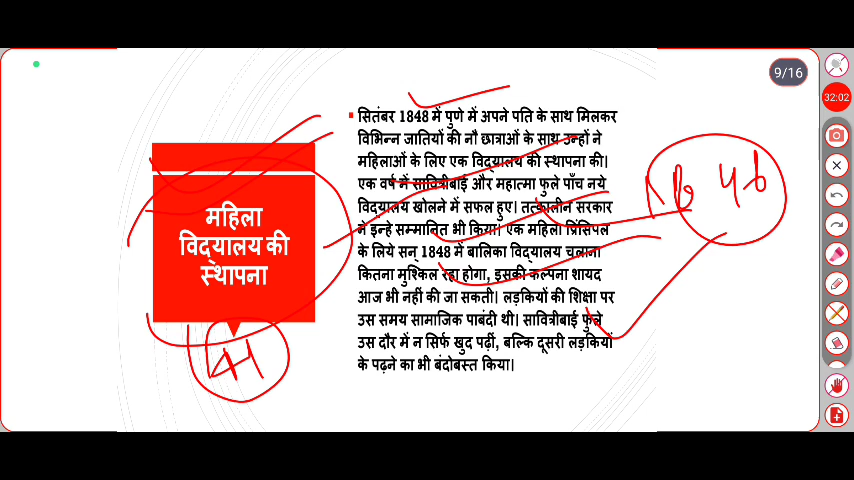 9/16
32:02
महिला
विद्यालय की
स्थापना
सितंबर 1848 में पुणे में अपने पति के साथ मिलकर
विभिन्न जातियों की नौ छात्राओं के साथ उन्हों ने
महिलाओं के लिए एक विद्यालय की स्थापना की।
एक वर्ष में सावित्रीबाई और महात्मा फुले पाँच नये
विद्यालय खोलने में सफल हुए। तत्कालीन सरकार
ने इन्हे सम्मानित भी किया। एक महिला प्रिंसिपल
के लिये सन् 1848 में बालिका विद्यालय चलाना
कितना मुश्किल रहा होगा, इसकी कल्पना शायद
आज भी नहीं की जा सकती। लड़कियों की शिक्षा पर
उस समय सामाजिक पाबंदी थी। सावित्रीबाई फुले
उस दौर में न सिर्फ खुद पढ़ीं, बल्कि दूसरी लड़कियों
के पढ़ने का भी बंदोबस्त किया।